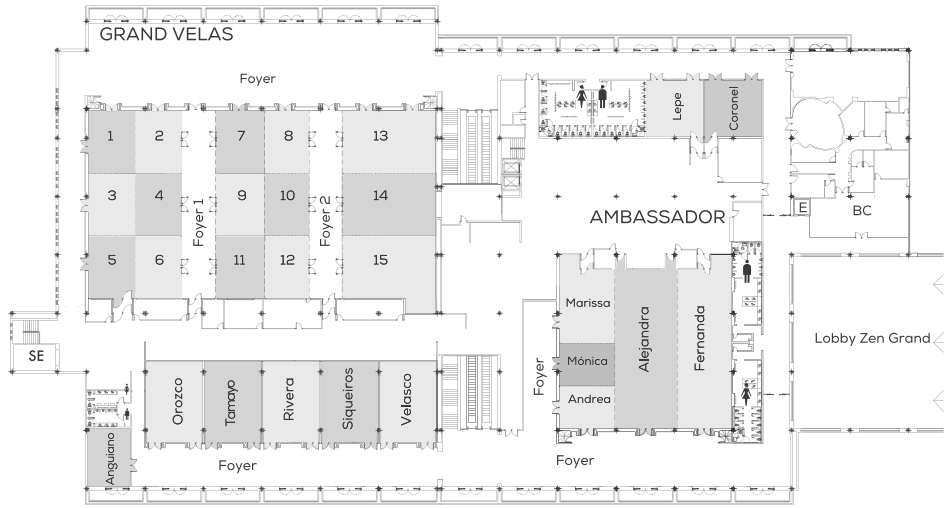 GRAND VELAS
Foyer
1
2
7
8
13
Lepe
Coronel
3
4
9
10
14
Foyer 1
Foyer 2
AMBASSADOR
E
BC
5
6
11
12
15
Marissa
Alejandra
Fernanda
Lobby Zen Grand
SE
Mónica
Foyer
Andrea
Orozco
Tamayo
Rivera
Siqueiros
Velasco
Anguiano
Foyer
Foyer